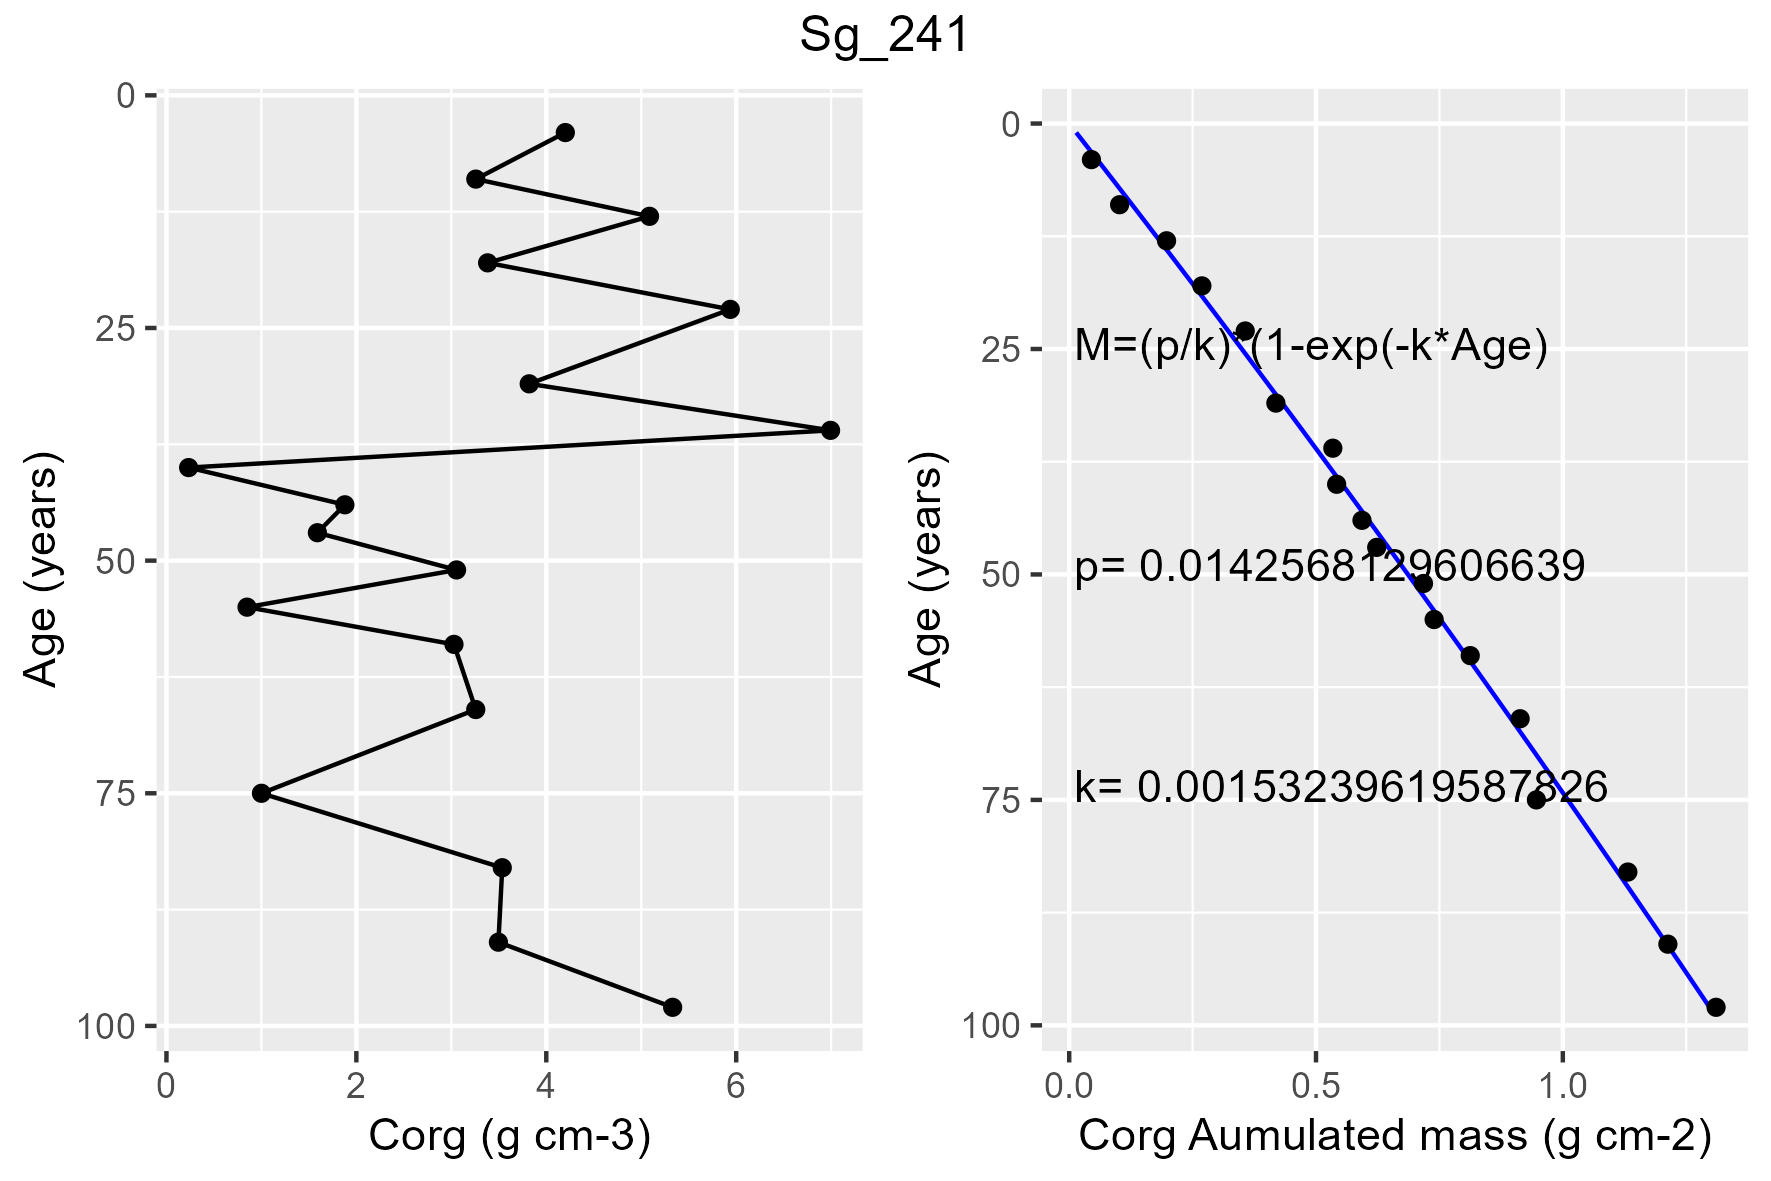 Sg_241
0
25
50
75
100
Age (years)
0
2
4
6
Corg (g cm-3)
0
25
50
75
100
Age (years)
M=(p/k)*(1-exp(-k*Age)
p= 0.0142568129606639
k= 0.00153239619587826
0.0
0.5
1.0
Corg Aumulated mass (g cm-2)